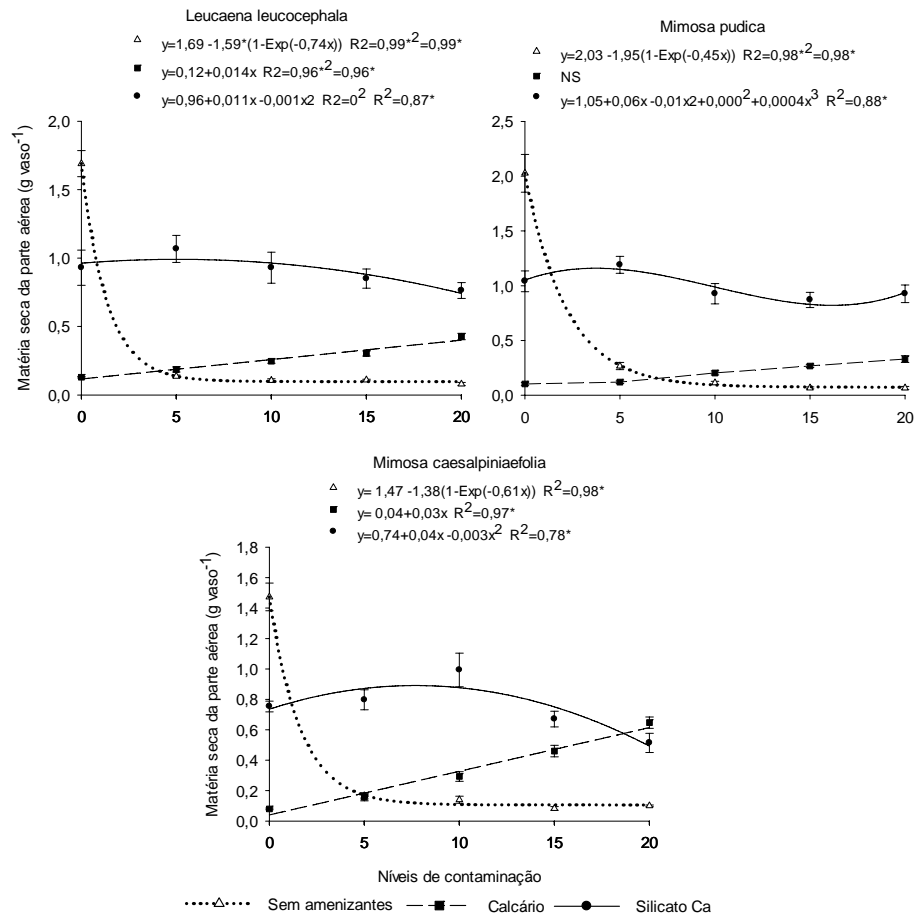 Leucaena leucocephala
y=1,69 -1,59*(1-Exp(-0,74x)) R2=0,99*²=0,99*
y=0,12+0,014x R2=0,96*²=0,96*
y=0,96+0,011x -0,001x2 R2=0² R²=0,87*
Matéria seca da parte aérea (g vaso⁻¹)
2,0
1,5
1,0
0,5
0,0
0 5 10 15 20
Mimosa pudica
y=2,03 -1,95(1-Exp(-0,45x)) R2=0,98*²=0,98*
NS
y=1,05+0,06x -0,01x2+0,000²+0,0004x³ R²=0,88*
2,5
2,0
1,5
1,0
0,5
0,0
0 5 10 15 20
Mimosa caesalpiniaefolia
y= 1,47 -1,38(1-Exp(-0,61x)) R²=0,98*
y= 0,04+0,03x R²=0,97*
y=0,74+0,04x -0,003x² R²=0,78*
Matéria seca da parte aérea (g vaso⁻¹)
1,8
1,6
1,4
1,2
1,0
0,8
0,6
0,4
0,2
0,0
0 5 10 15 20
Níveis de contaminação
Sem amenizantes Calcário Silicato Ca